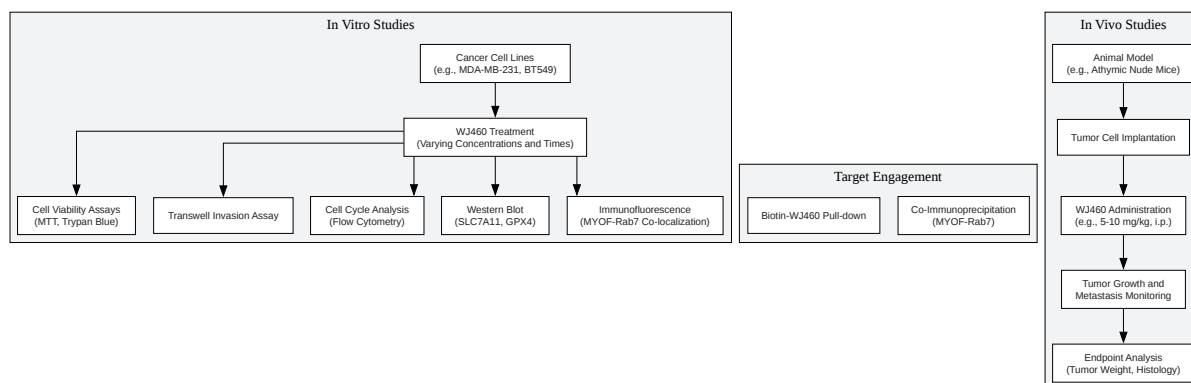 In Vitro Studies
Cancer Cell Lines
(e.g., MDA-MB-231, BT549)
WJ460 Treatment
(Varying Concentrations and Times)
Cell Viability Assays
(MTT, Trypan Blue)
Transwell Invasion Assay
Cell Cycle Analysis
(Flow Cytometry)
Western Blot
(SLC7A11, GPX4)
Immunofluorescence
(MYOF-Rab7 Co-localization)
Target Engagement
Biotin-WJ460 Pull-down
Co-Immunoprecipitation
(MYOF-Rab7)
In Vivo Studies
Animal Model
(e.g., Athymic Nude Mice)
Tumor Cell Implantation
WJ460 Administration
(e.g., 5-10 mg/kg, i.p.)
Tumor Growth and
Metastasis Monitoring
Endpoint Analysis
(Tumor Weight, Histology)